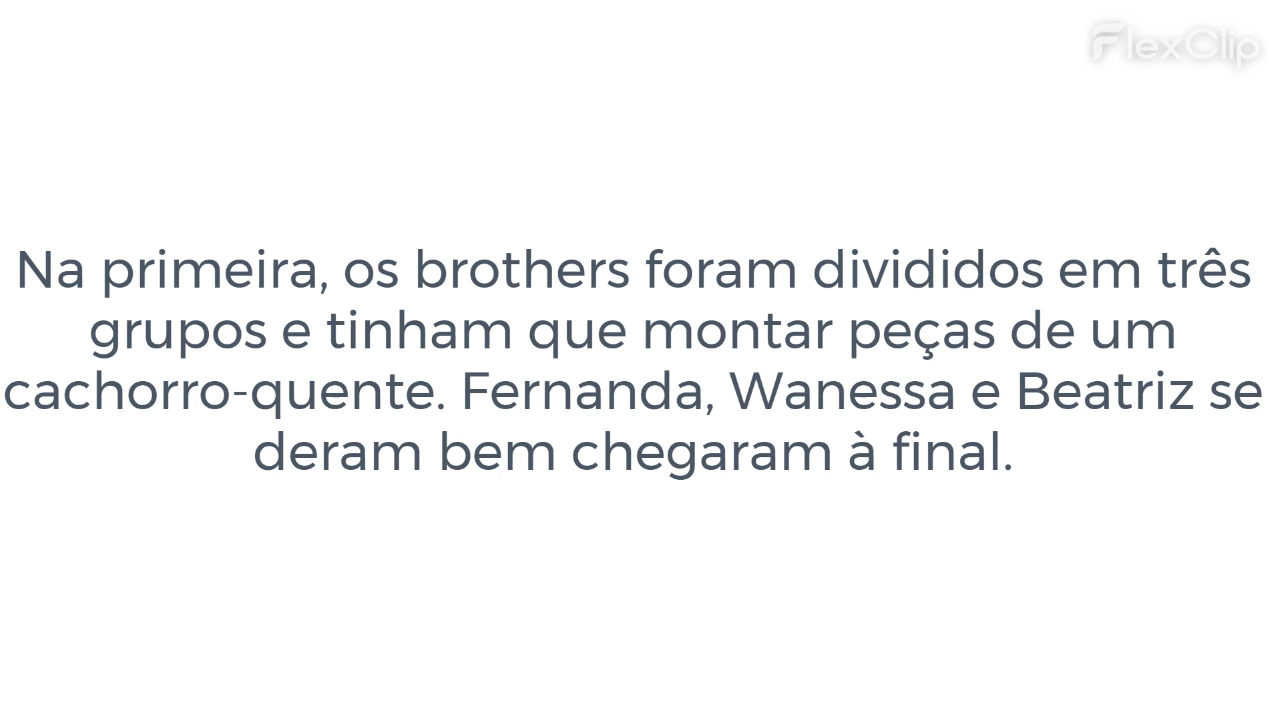 FlexClip
Na primeira, os brothers foram divididos em três
grupos e tinham que montar peças de um
cachorro-quente. Fernanda, Wanessa e Beatriz se
deram bem chegaram à final.